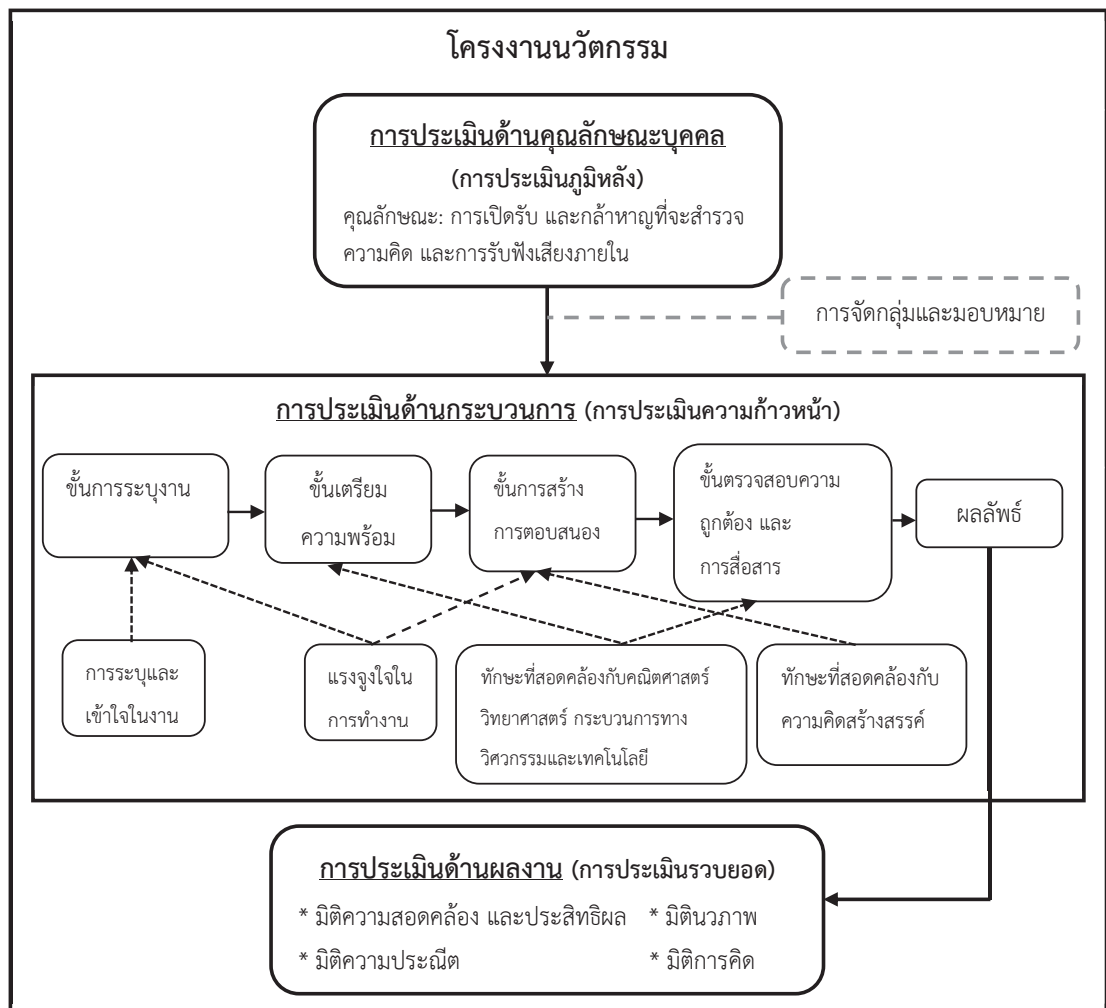 โครงงานนวัตกรรม
การประเมินด้านคุณลักษณะบุคคล
(การประเมินภูมิหลัง)
คุณลักษณะ: การเปิดรับ และกล้าหาญที่จะสำรวจ
ความคิด และการรับฟังเสียงภายใน
การจัดกลุ่มและมอบหมาย
การประเมินด้านกระบวนการ (การประเมินความก้าวหน้า)
ขั้นการระบุงาน
ขั้นเตรียม
ความพร้อม
ขั้นการสร้าง
การตอบสนอง
ขั้นตรวจสอบความ
ถูกต้อง และ
การสื่อสาร
ผลลัพธ์
การระบุและ
เข้าใจในงาน
แรงจูงใจใน
การทำงาน
ทักษะที่สอดคล้องกับคณิตศาสตร์
วิทยาศาสตร์ กระบวนการทาง
วิศวกรรมและเทคโนโลยี
ทักษะที่สอดคล้องกับ
ความคิดสร้างสรรค์
การประเมินด้านผลงาน (การประเมินรวบยอด)
* มิติความสอดคล้อง และประสิทธิผล * มิตินวภาพ
* มิติความประณีต * มิติการคิด